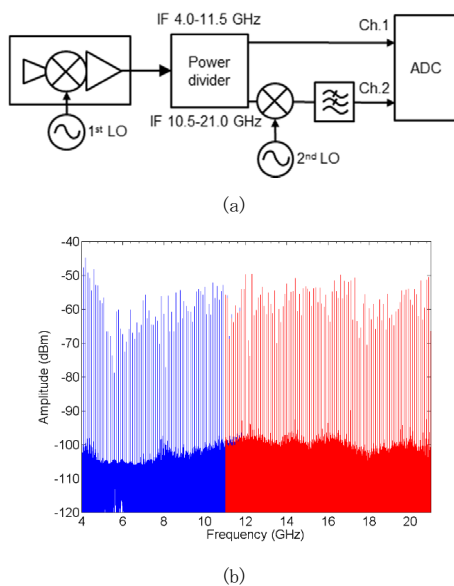 IF 4.0-11.5 GHz
Ch.1
Power
divider
ADC
IF 10.5-21.0 GHz
Ch.2
1st LO
2nd LO
(a)
-40
-50
-60
-70
-80
-90
-100
-110
-120
Amplitude (dBm)
4 6 8 10 12 14 16 18 20
Frequency (GHz)
(b)